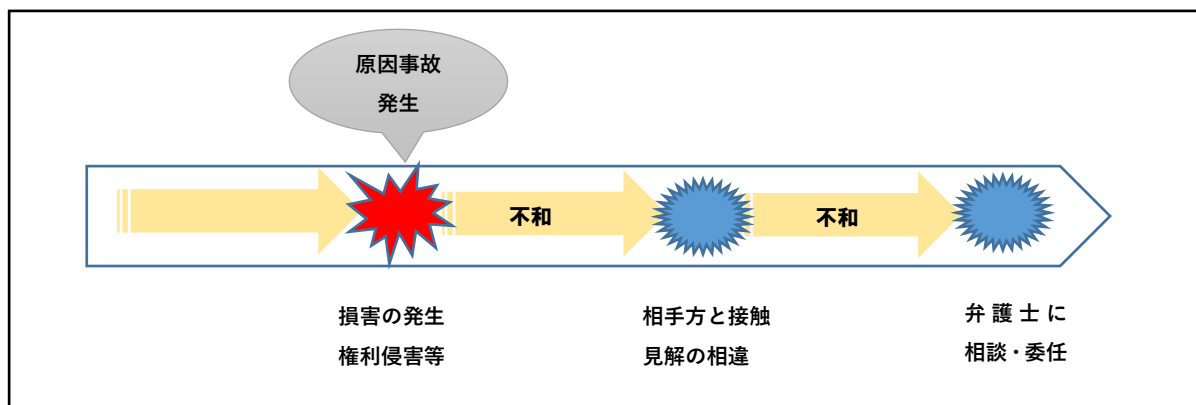 原因事故
発生
不和
不和
損害の発生
権利侵害等
相手方と接触
見解の相違
弁護士に
相談・委任